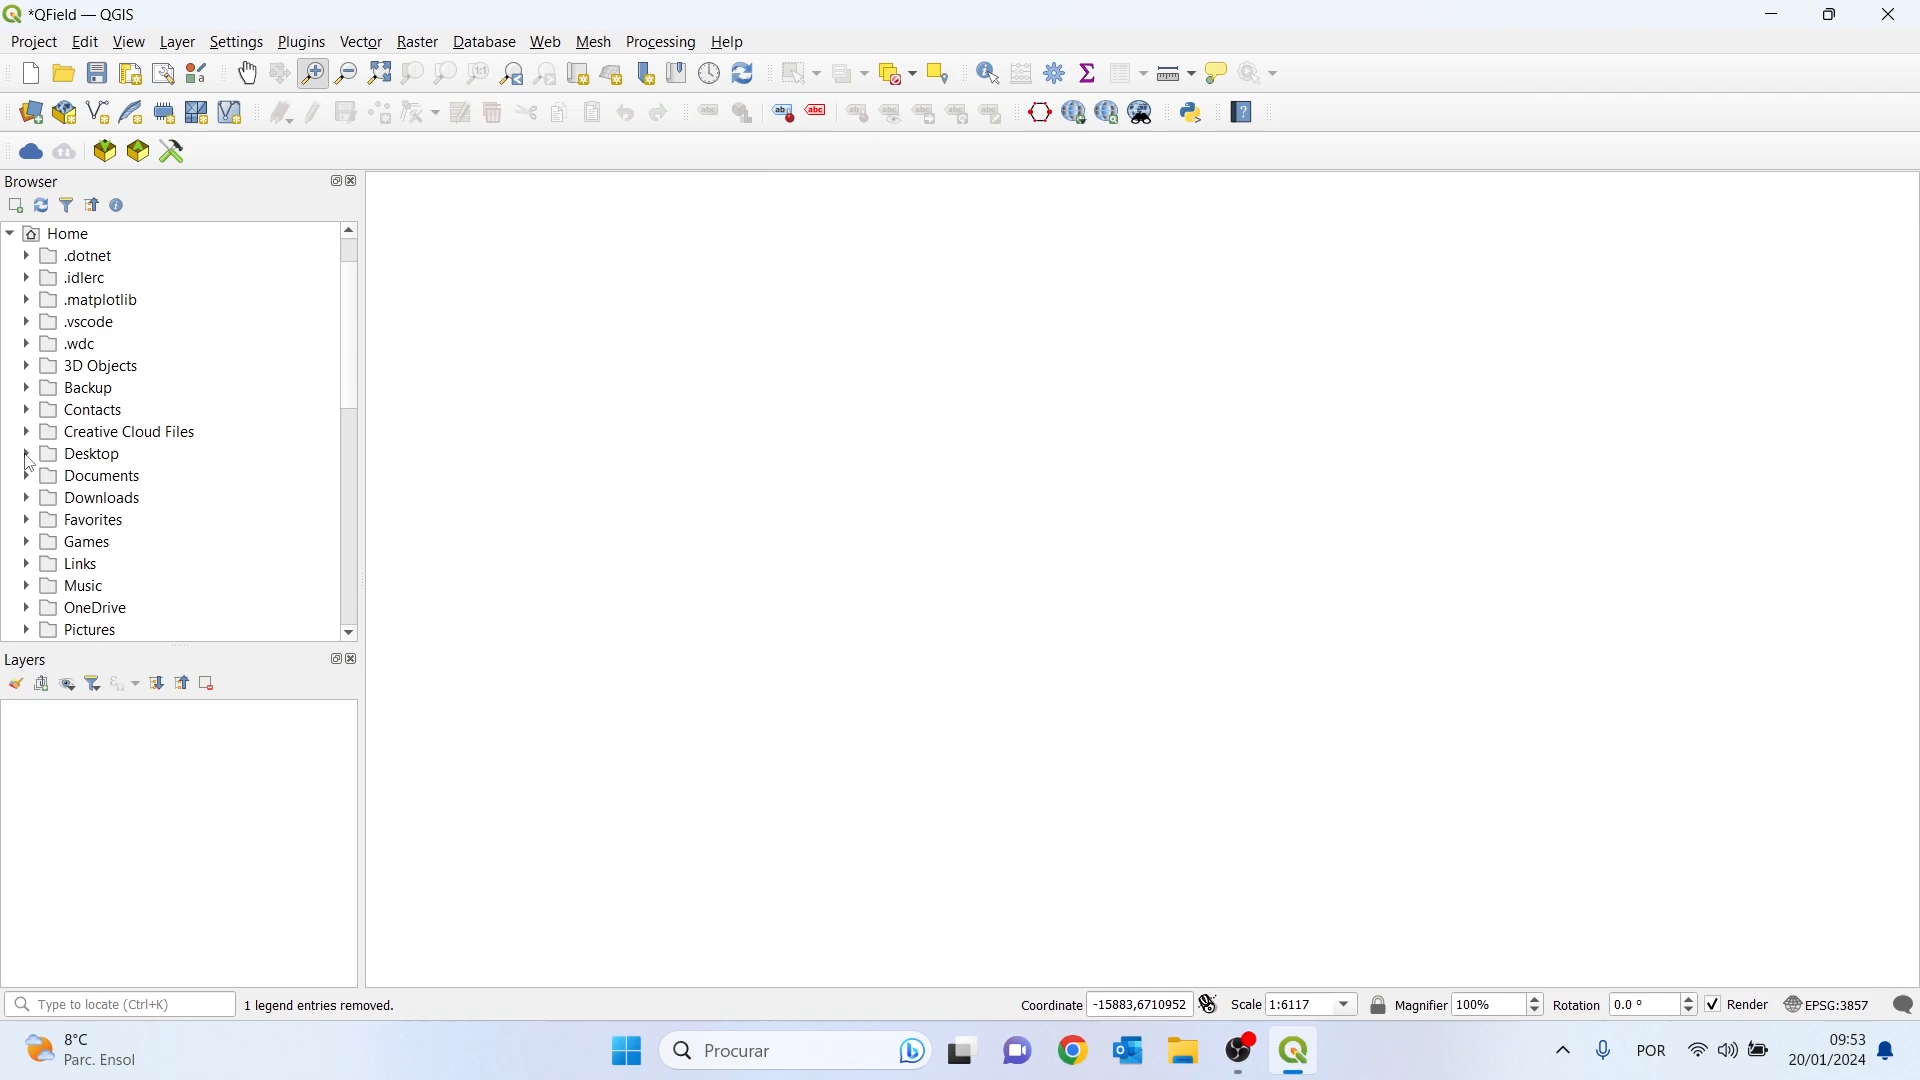 *QField — QGIS
Project Edit View Layer Settings Plugins Vector Raster Database Web Mesh Processing Help
Browser
Home
.dotnet
.idlerc
.matplotlib
.vscode
.wdc
3D Objects
Backup
Contacts
Creative Cloud Files
Desktop
Documents
Downloads
Favorites
Games
Links
Music
OneDrive
Pictures
Layers
Type to locate (Ctrl+K) 1 legend entries removed. Coordinate -15883,6710952 Scale 1:6117 Magnifier 100% Rotation 0.0 ° Render EPSG:3857
8°C
Parc. Ensol
Procurar
POR
09:53
20/01/2024